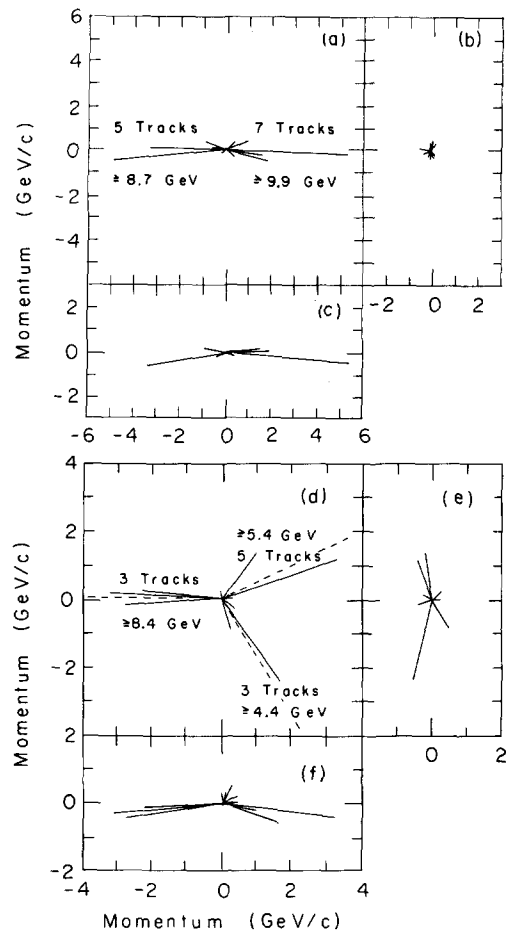 6
(a)
(b)
4
2
5 Tracks
7 Tracks
0
≥8.7 GeV
≥9.9 GeV
-2
-4
-2
0
2
Momentum (GeV/c)
2
(c)
0
-2
-6
-4
-2
0
2
4
6
4
(d)
(e)
2
≥5.4 GeV
5 Tracks
3 Tracks
0
≥8.4 GeV
-2
3 Tracks
≥4.4 GeV
2
0
2
Momentum (GeV/c)
(f)
0
-2
-4
-2
0
2
4
Momentum (GeV/c)